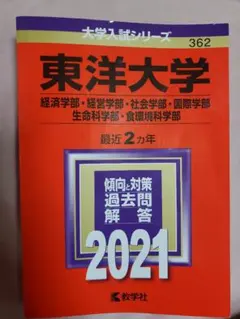 大学入試シリーズ
362
東洋大学
経済学部・経営学部・社会学部・国際学部
生命科学部・食環境科学部
最近2カ年
傾向と対策
過去問
解答
2021
教学社